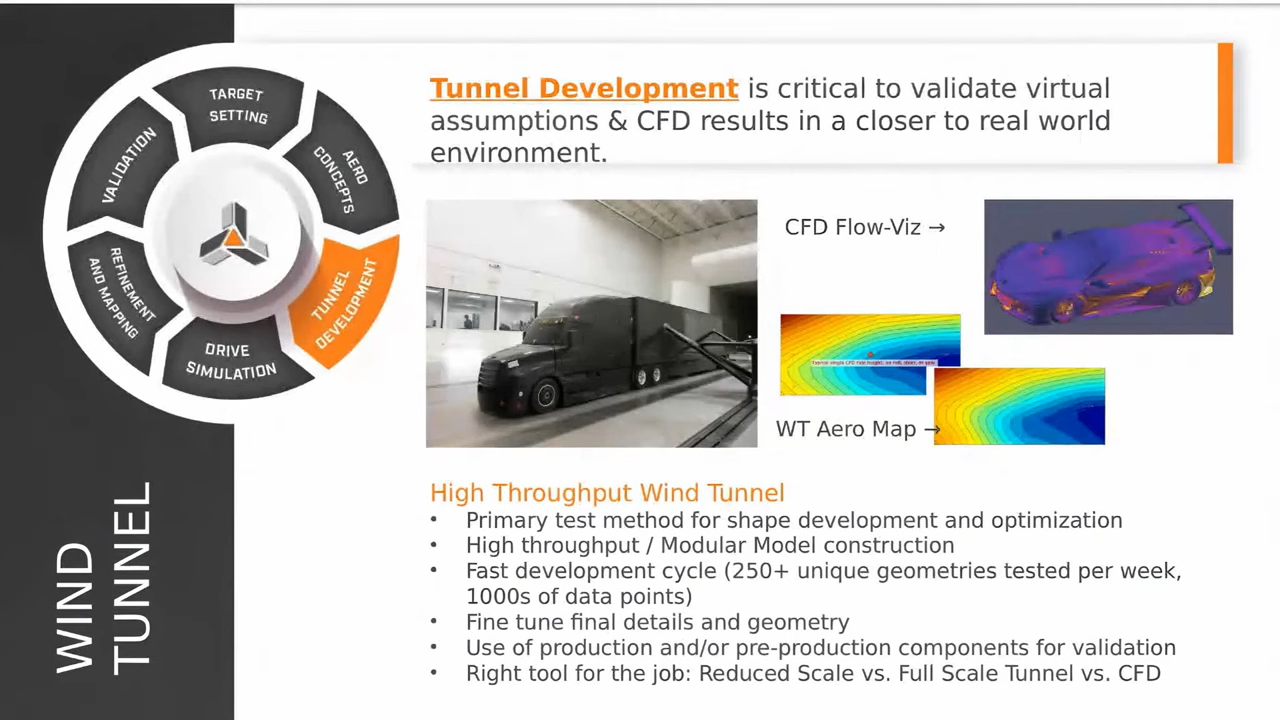 TARGET
SETTING
AERO
CONCEPTS
TUNNEL
DEVELOPMENT
DRIVE
SIMULATION
REFINEMENT
AND MAPPING
VALIDATION
WIND
TUNNEL
Tunnel Development is critical to validate virtual
assumptions & CFD results in a closer to real world
environment.
CFD Flow-Viz →
WT Aero Map →
High Throughput Wind Tunnel
• Primary test method for shape development and optimization
• High throughput / Modular Model construction
• Fast development cycle (250+ unique geometries tested per week,
1000s of data points)
• Fine tune final details and geometry
• Use of production and/or pre-production components for validation
• Right tool for the job: Reduced Scale vs. Full Scale Tunnel vs. CFD